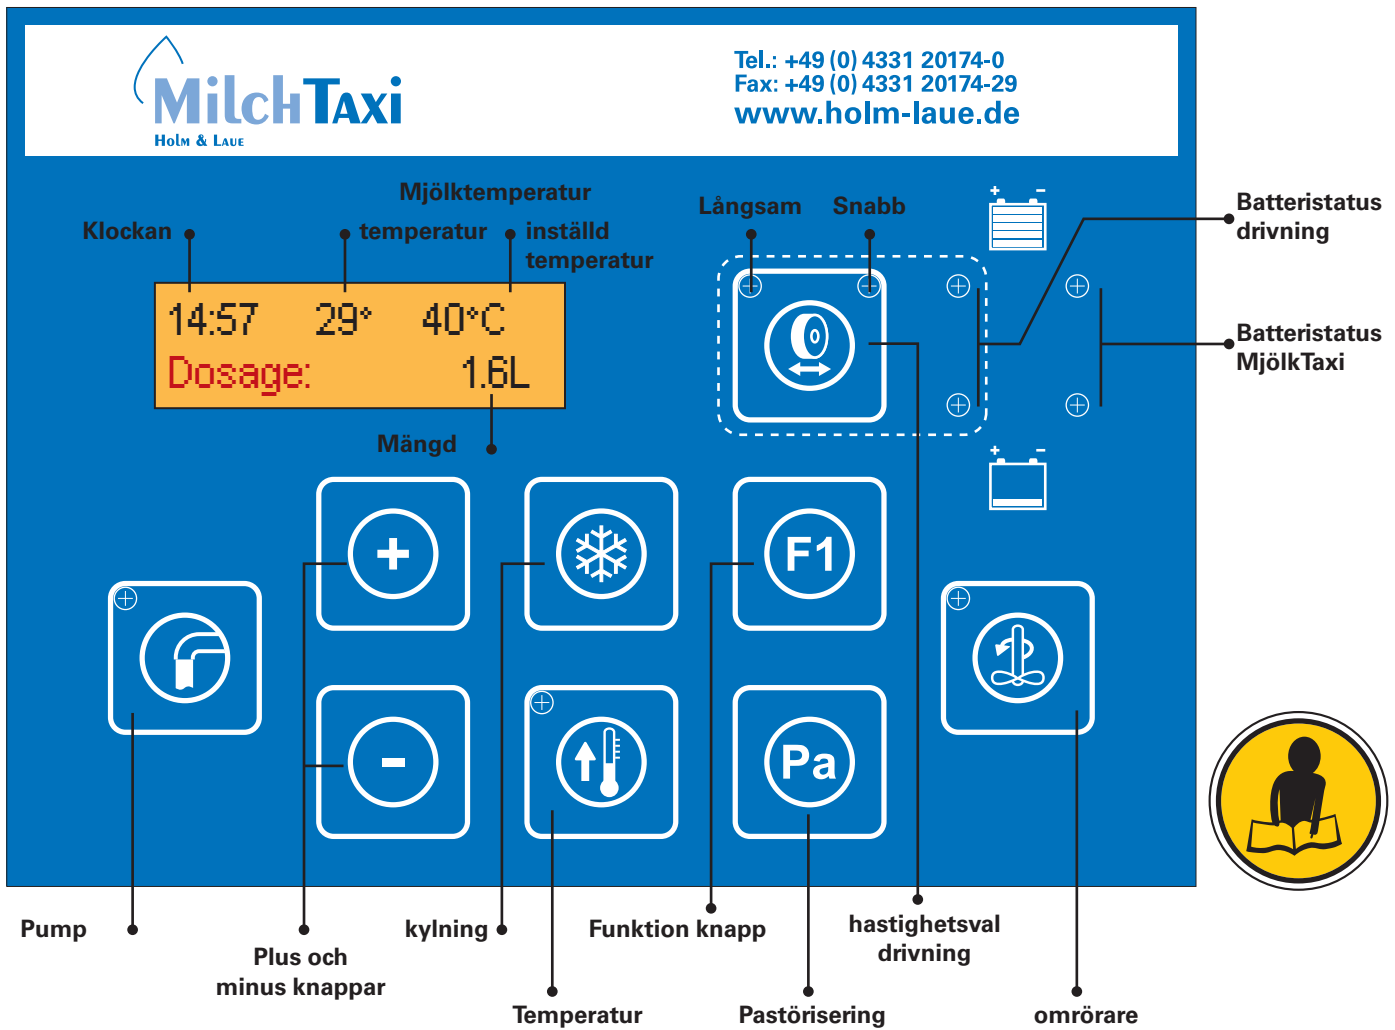 MilchTaxi
Holm & Laue
Tel.: +49 (0) 4331 20174-0
Fax: +49 (0) 4331 20174-29
www.holm-laue.de
Mjölktemperatur
Klockan
temperatur
inställd
temperatur
Långsam
Snabb
+ -
Batteristatus
drivning
14:57 29° 40°C
Dosage: 1.6L
Batteristatus
MjölkTaxi
Mängd
+ -
+
F1
-
Pa
Pump
Plus och
minus knappar
kylning
Temperatur
Funktion knapp
Pastörisering
hastighetsval
drivning
omrörare